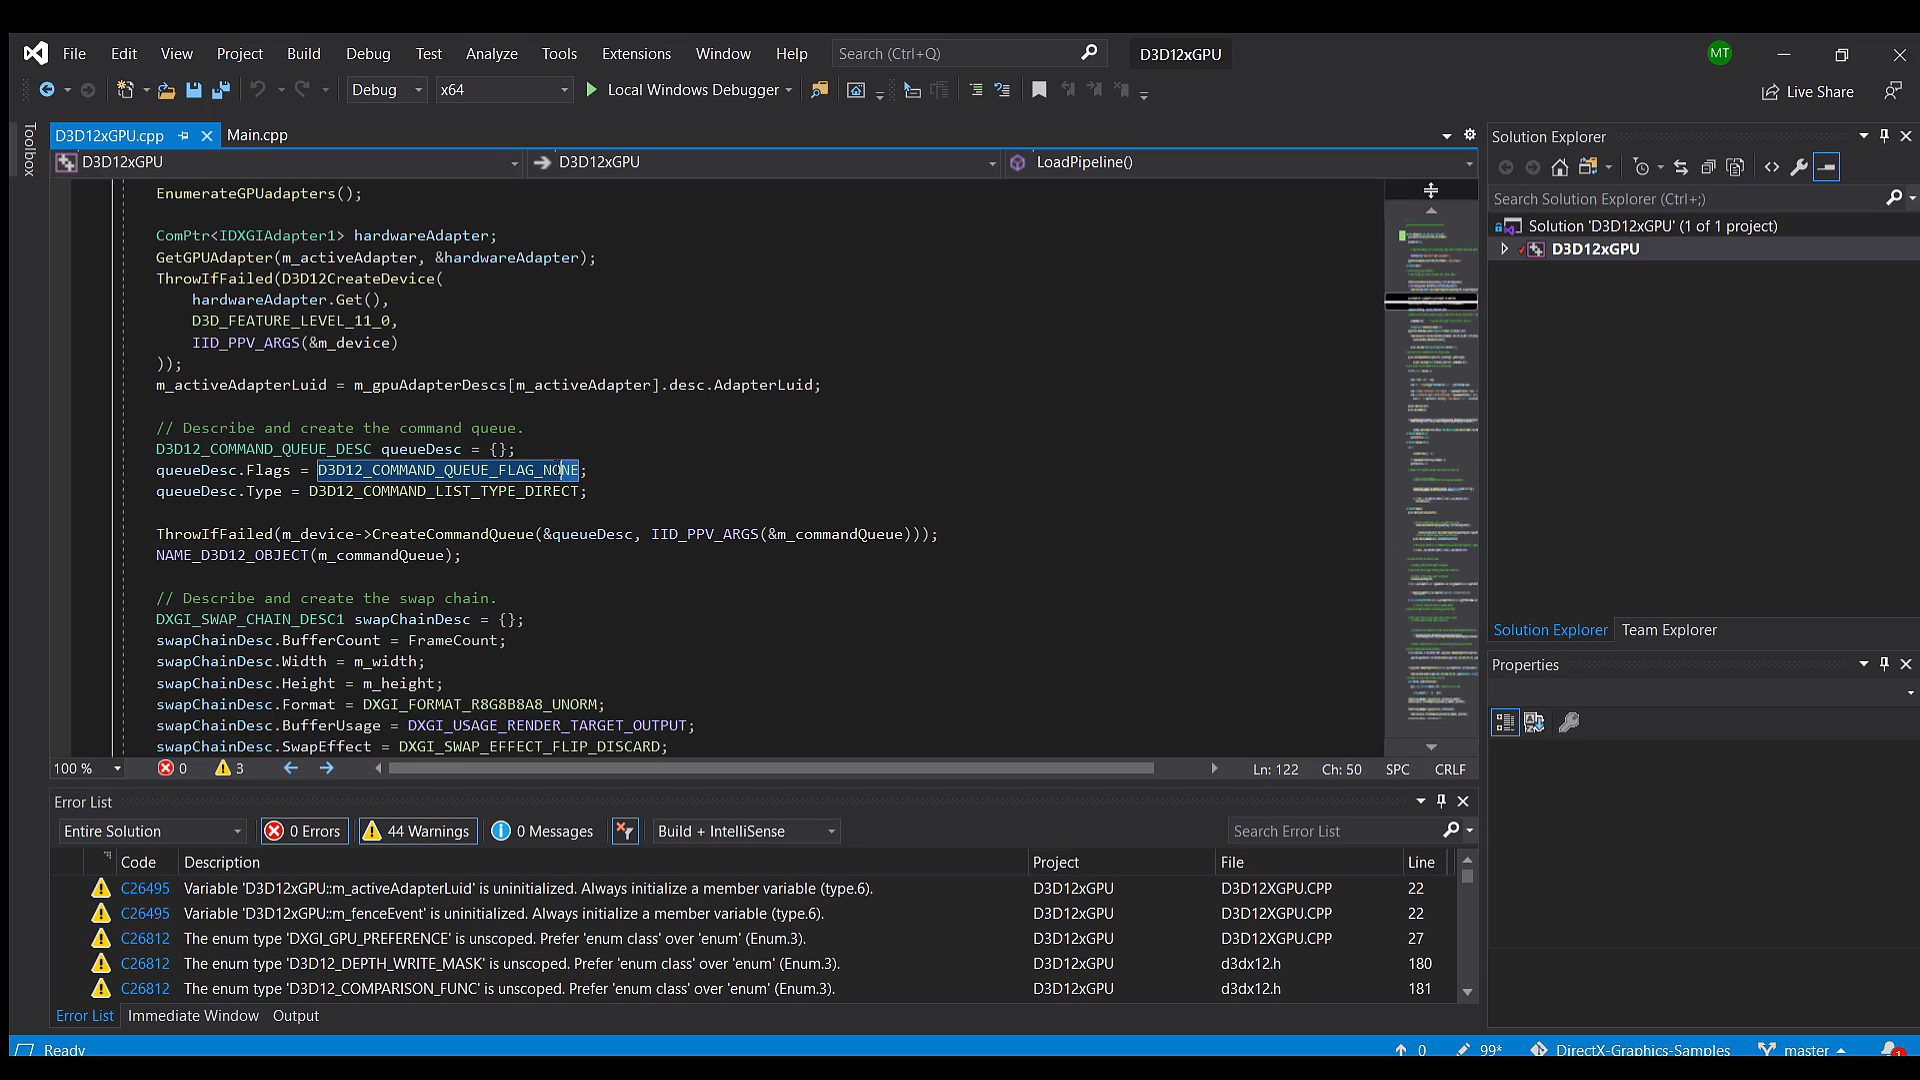 File Edit View Project Build Debug Test Analyze Tools Extensions Window Help Search (Ctrl+Q) D3D12xGPU MT
Debug x64 Local Windows Debugger Live Share
Toolbox
D3D12xGPU.cpp Main.cpp
D3D12xGPU D3D12xGPU LoadPipeline()
EnumerateGPUadapters();
ComPtr<IDXGIAdapter1> hardwareAdapter;
GetGPUAdapter(m_activeAdapter, &hardwareAdapter);
ThrowIfFailed(D3D12CreateDevice(
hardwareAdapter.Get(),
D3D_FEATURE_LEVEL_11_0,
IID_PPV_ARGS(&m_device)
));
m_activeAdapterLuid = m_gpuAdapterDescs[m_activeAdapter].desc.AdapterLuid;
// Describe and create the command queue.
D3D12_COMMAND_QUEUE_DESC queueDesc = {};
queueDesc.Flags = D3D12_COMMAND_QUEUE_FLAG_NONE;
queueDesc.Type = D3D12_COMMAND_LIST_TYPE_DIRECT;
ThrowIfFailed(m_device->CreateCommandQueue(&queueDesc, IID_PPV_ARGS(&m_commandQueue)));
NAME_D3D12_OBJECT(m_commandQueue);
// Describe and create the swap chain.
DXGI_SWAP_CHAIN_DESC1 swapChainDesc = {};
swapChainDesc.BufferCount = FrameCount;
swapChainDesc.Width = m_width;
swapChainDesc.Height = m_height;
swapChainDesc.Format = DXGI_FORMAT_R8G8B8A8_UNORM;
swapChainDesc.BufferUsage = DXGI_USAGE_RENDER_TARGET_OUTPUT;
swapChainDesc.SwapEffect = DXGI_SWAP_EFFECT_FLIP_DISCARD;
100 % 0 3 Ln: 122 Ch: 50 SPC CRLF
Solution Explorer
Search Solution Explorer (Ctrl+;)
Solution 'D3D12xGPU' (1 of 1 project)
D3D12xGPU
Solution Explorer Team Explorer
Properties
Error List
Entire Solution 0 Errors 44 Warnings 0 Messages Build + IntelliSense Search Error List
Code Description Project File Line
C26495 Variable 'D3D12xGPU::m_activeAdapterLuid' is uninitialized. Always initialize a member variable (type.6). D3D12xGPU D3D12XGPU.CPP 22
C26495 Variable 'D3D12xGPU::m_fenceEvent' is uninitialized. Always initialize a member variable (type.6). D3D12xGPU D3D12XGPU.CPP 22
C26812 The enum type 'DXGI_GPU_PREFERENCE' is unscoped. Prefer 'enum class' over 'enum' (Enum.3). D3D12xGPU D3D12XGPU.CPP 27
C26812 The enum type 'D3D12_DEPTH_WRITE_MASK' is unscoped. Prefer 'enum class' over 'enum' (Enum.3). D3D12xGPU d3dx12.h 180
C26812 The enum type 'D3D12_COMPARISON_FUNC' is unscoped. Prefer 'enum class' over 'enum' (Enum.3). D3D12xGPU d3dx12.h 181
Error List Immediate Window Output
Ready 0 99* DirectX-Graphics-Samples master 1